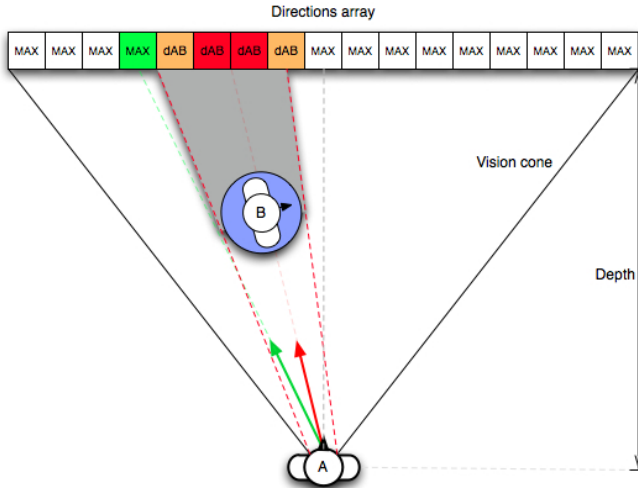 Directions array
MAX MAX MAX MAX dAB dAB dAB dAB MAX MAX MAX MAX MAX MAX MAX MAX MAX
B
Vision cone
Depth
A